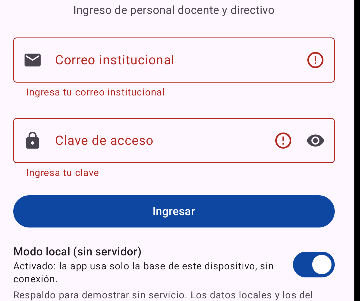 Ingreso de personal docente y directivo
Correo institucional
Ingresa tu correo institucional
Clave de acceso
Ingresa tu clave
Ingresar
Modo local (sin servidor)
Activado: la app usa solo la base de este dispositivo, sin
conexión.
Respaldo para demostrar sin servicio. Los datos locales y los del